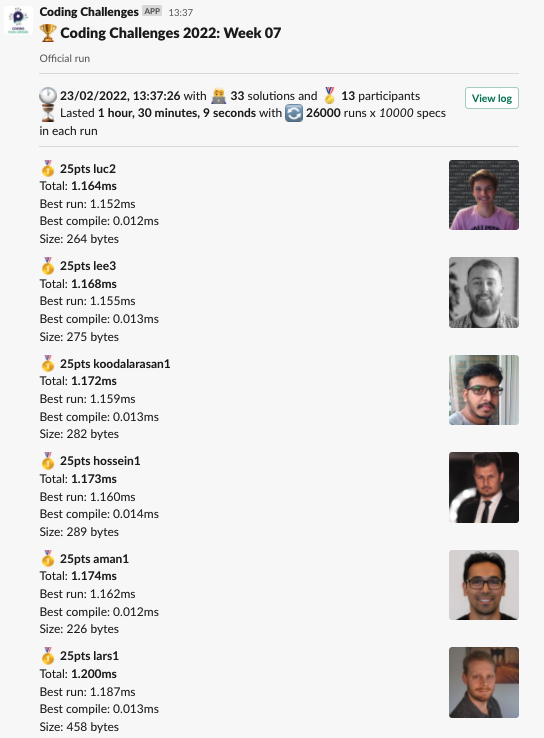 Coding Challenges APP 13:37
🏆 Coding Challenges 2022: Week 07
Official run
🕐 23/02/2022, 13:37:26 with 🧑‍💻 33 solutions and 🏅 13 participants
⏳ Lasted 1 hour, 30 minutes, 9 seconds with 🔄 26000 runs x 10000 specs
in each run
View log
🥇 25pts luc2
Total: 1.164ms
Best run: 1.152ms
Best compile: 0.012ms
Size: 264 bytes
🥇 25pts lee3
Total: 1.168ms
Best run: 1.155ms
Best compile: 0.013ms
Size: 275 bytes
🥇 25pts koodalarasan1
Total: 1.172ms
Best run: 1.159ms
Best compile: 0.013ms
Size: 282 bytes
🥇 25pts hossein1
Total: 1.173ms
Best run: 1.160ms
Best compile: 0.014ms
Size: 289 bytes
🥇 25pts aman1
Total: 1.174ms
Best run: 1.162ms
Best compile: 0.012ms
Size: 226 bytes
🥇 25pts lars1
Total: 1.200ms
Best run: 1.187ms
Best compile: 0.013ms
Size: 458 bytes